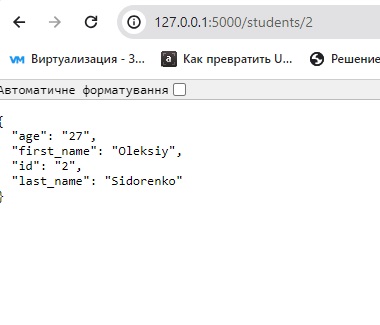 127.0.0.1:5000/students/2
vm Виртуализация - З... a Как превратить U... Решение
Автоматичне форматування
{
"age": "27",
"first_name": "Oleksiy",
"id": "2",
"last_name": "Sidorenko"
}